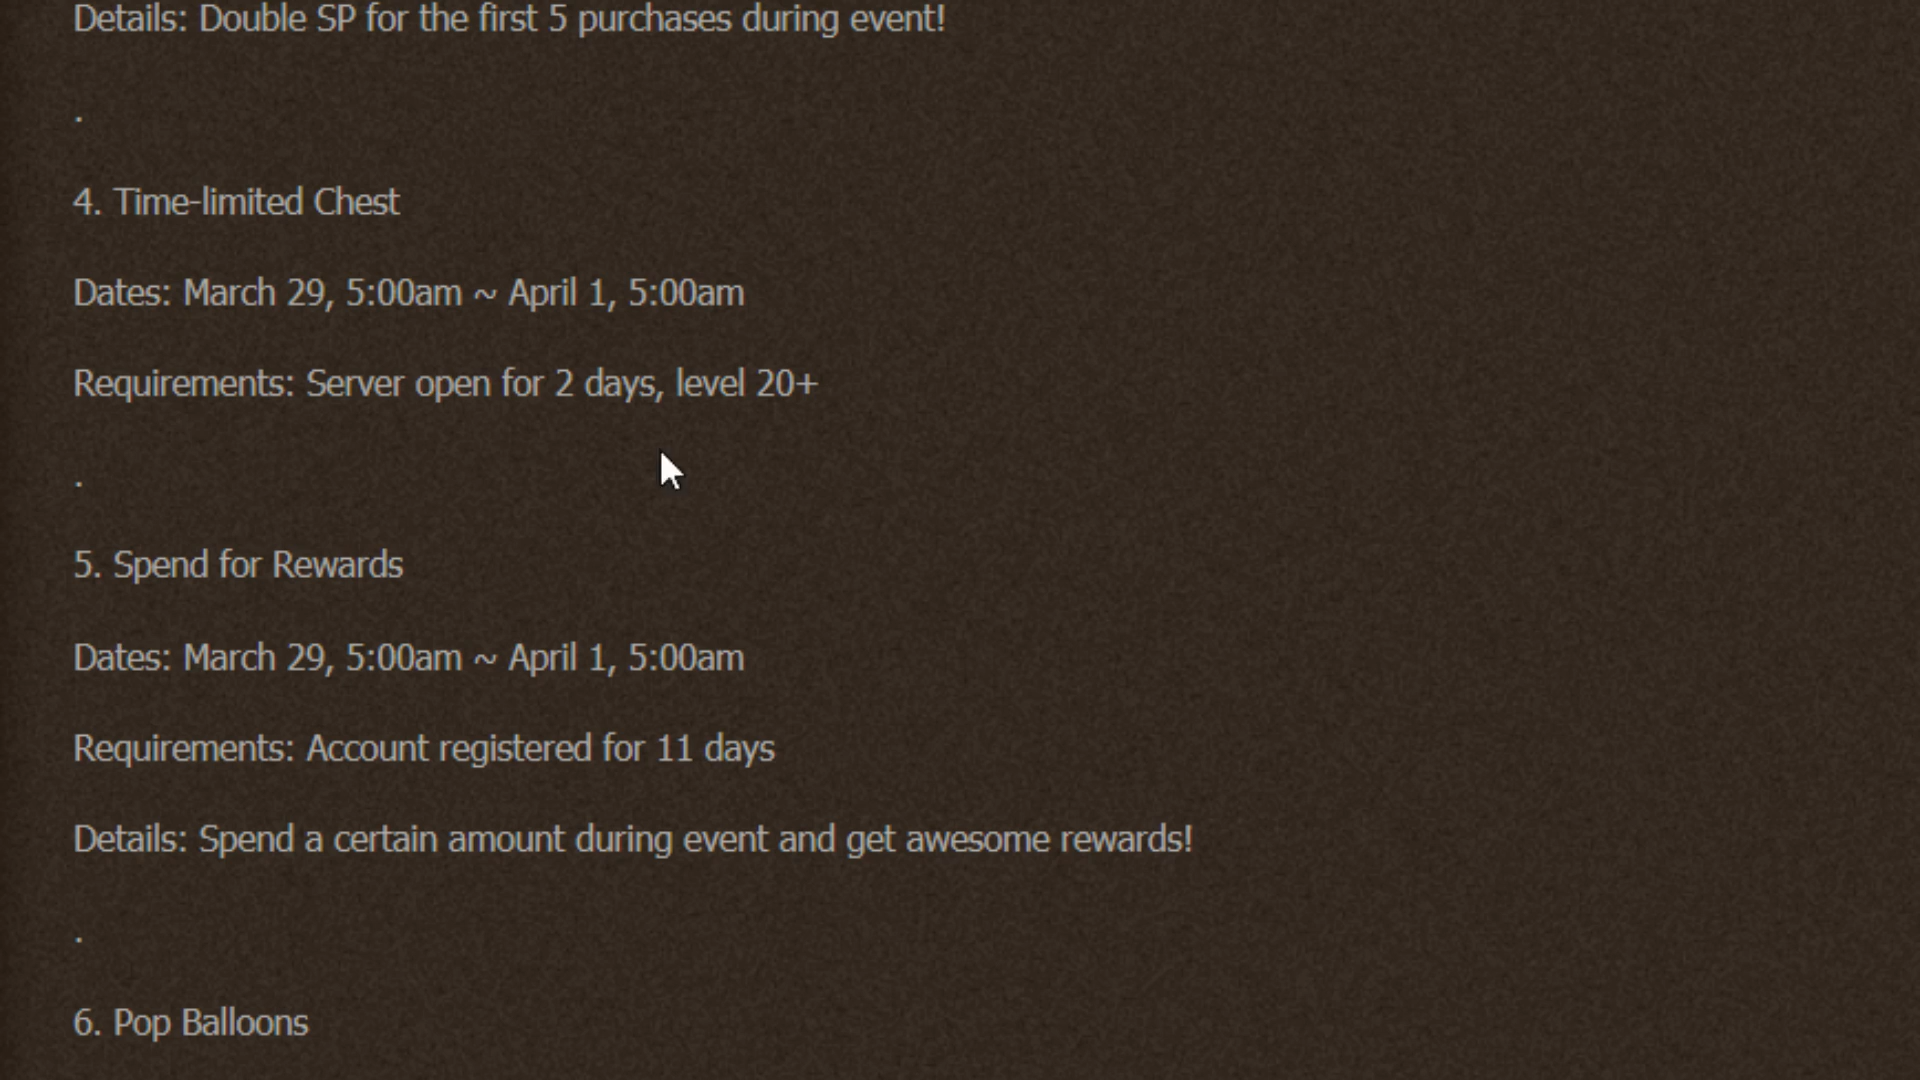 Details: Double SP for the first 5 purchases during event!
.
4. Time-limited Chest
Dates: March 29, 5:00am ~ April 1, 5:00am
Requirements: Server open for 2 days, level 20+
.
5. Spend for Rewards
Dates: March 29, 5:00am ~ April 1, 5:00am
Requirements: Account registered for 11 days
Details: Spend a certain amount during event and get awesome rewards!
.
6. Pop Balloons